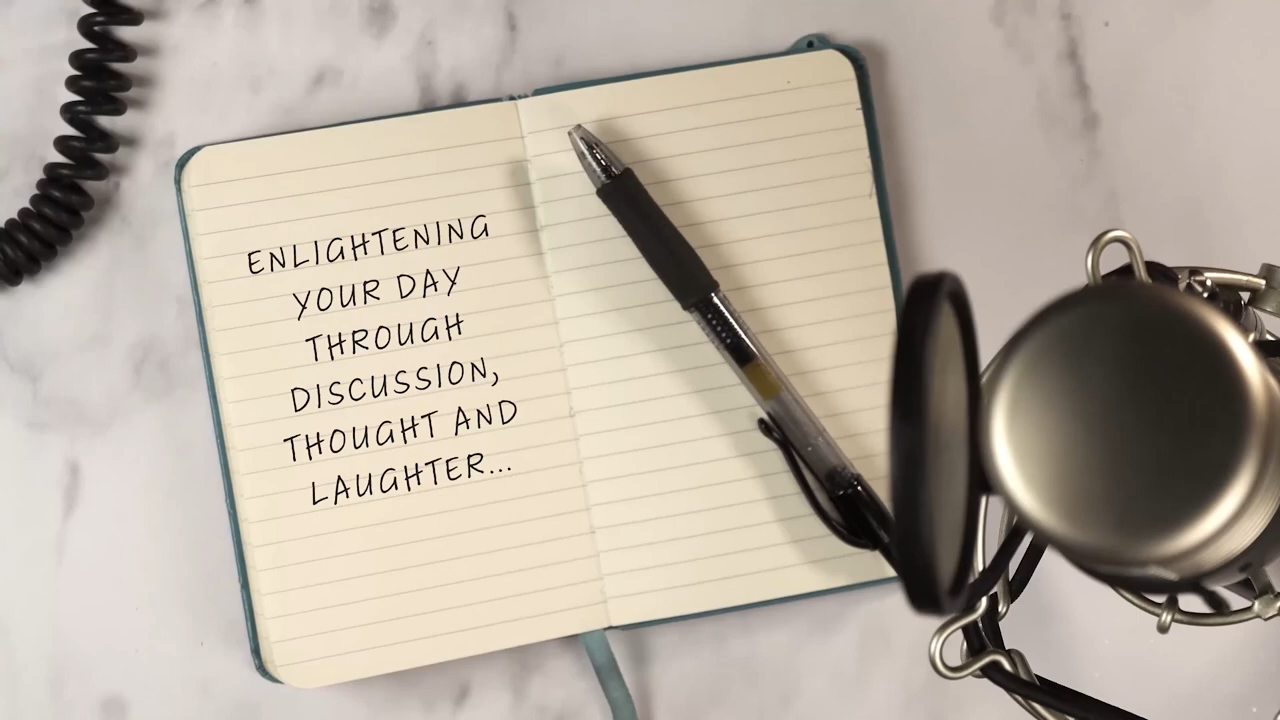 ENLIGHTENING
YOUR DAY
THROUGH
DISCUSSION,
THOUGHT AND
LAUGHTER...